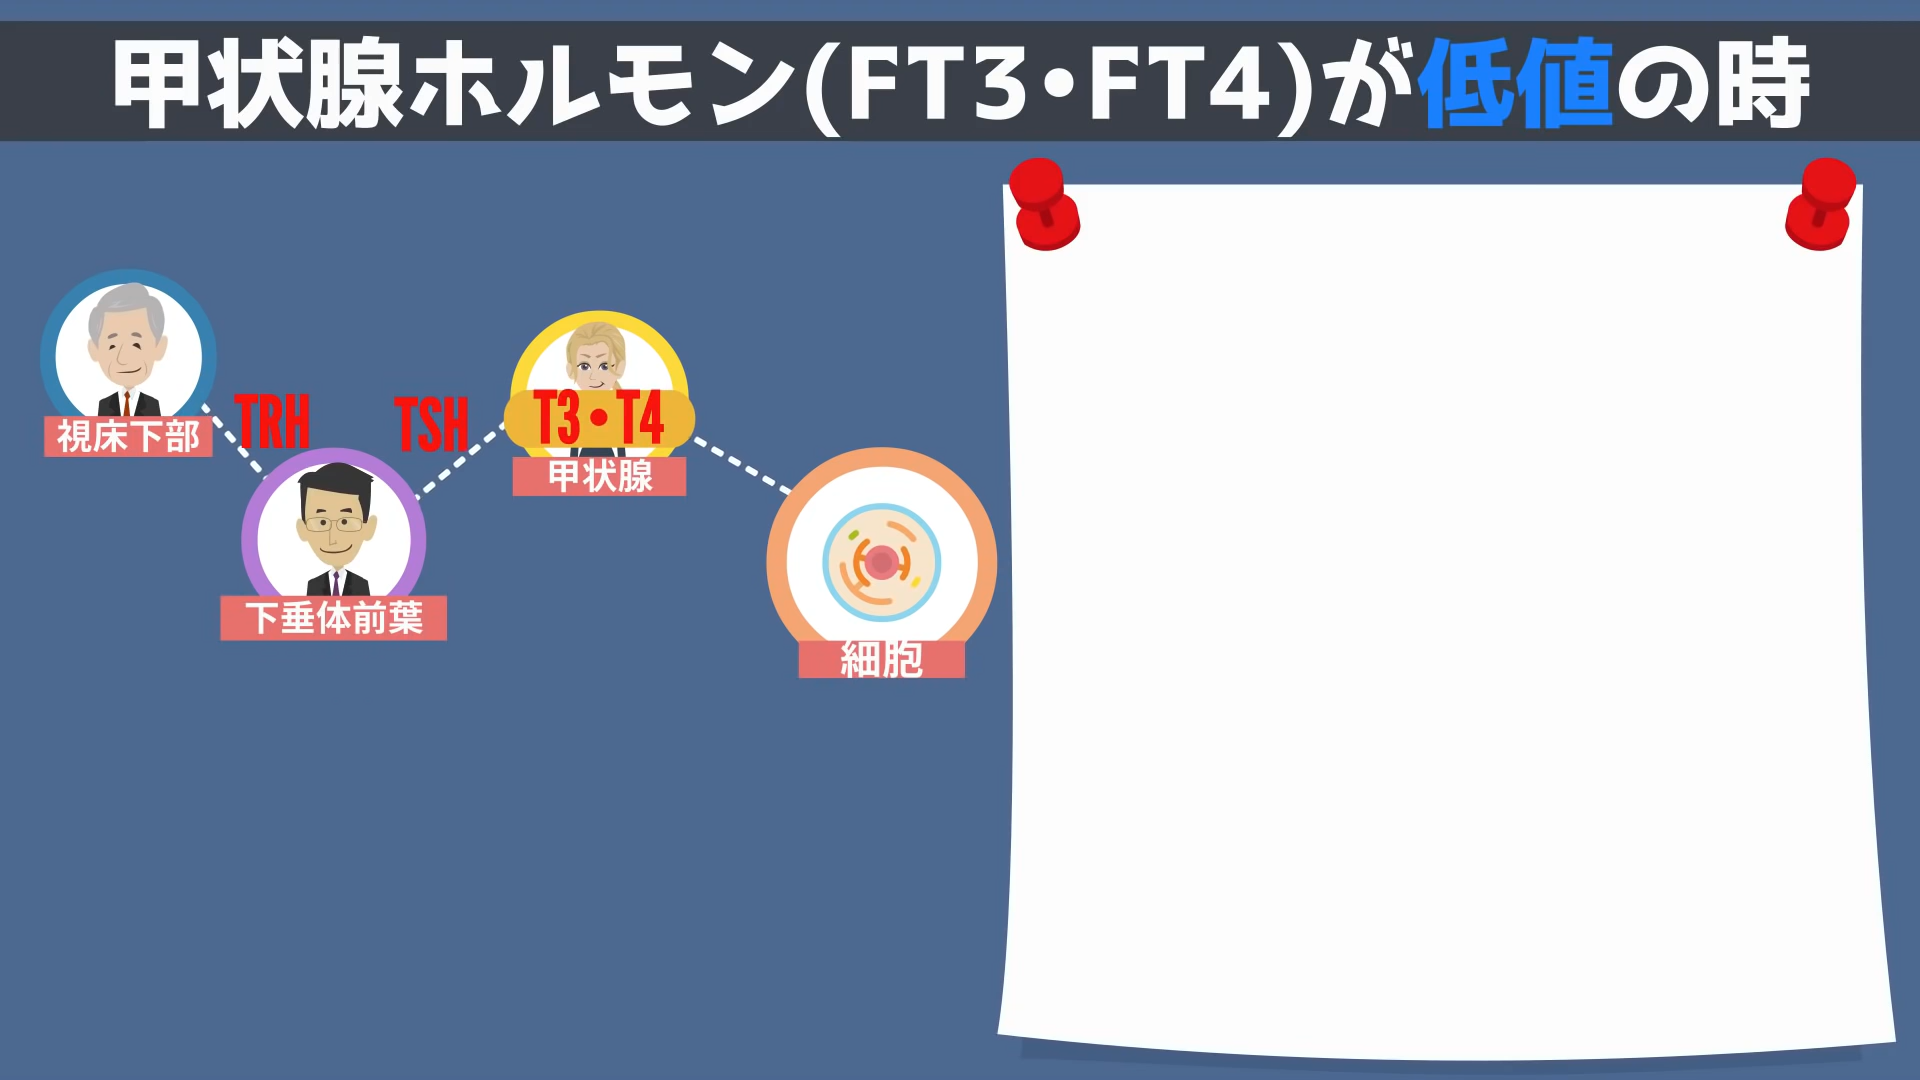 甲状腺ホルモン(FT3・FT4)が低値の時
視床下部
TRH
TSH
T3・T4
甲状腺
下垂体前葉
細胞